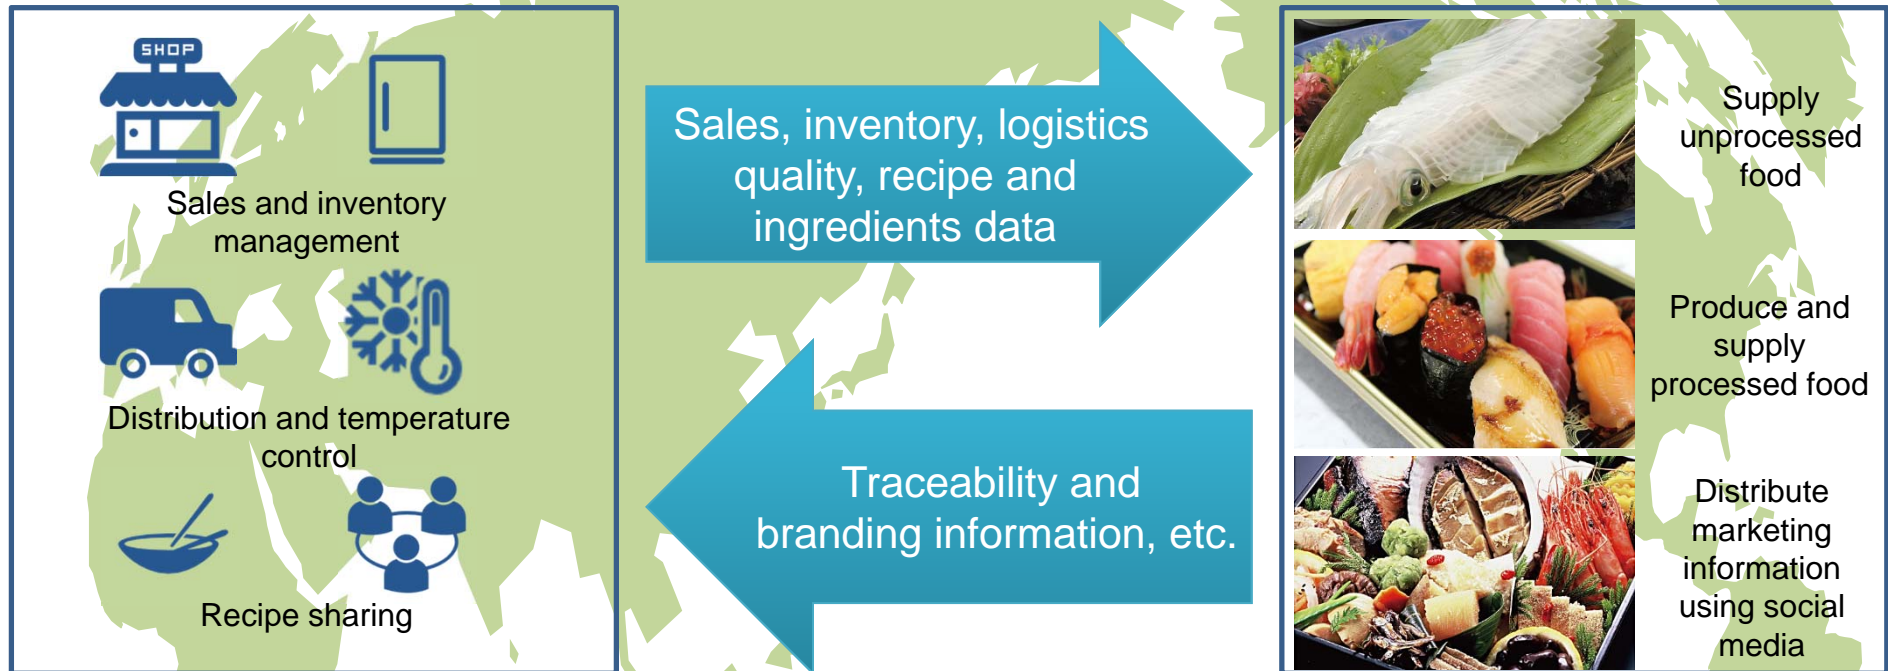 SHOP
Sales and inventory
management
Distribution and temperature
control
Recipe sharing
Sales, inventory, logistics
quality, recipe and
ingredients data
Traceability and
branding information, etc.
Supply
unprocessed
food
Produce and
supply
processed food
Distribute
marketing
information
using social
media